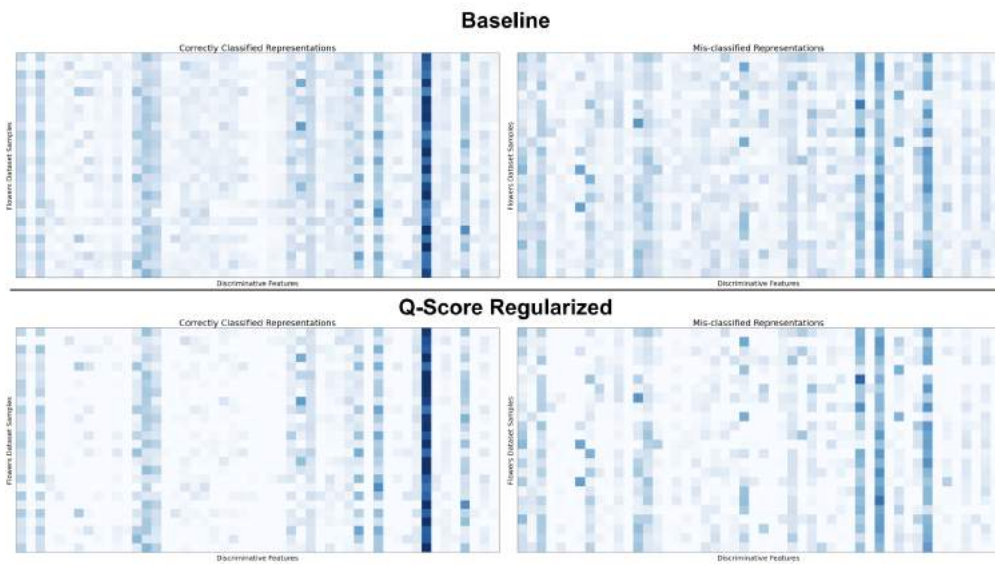 Baseline
Correctly Classified Representations
Mis-classified Representations
Flowers Dataset Samples
Flowers Dataset Samples
Discriminative Features
Discriminative Features
Q-Score Regularized
Correctly Classified Representations
Mis-classified Representations
Flowers Dataset Samples
Flowers Dataset Samples
Discriminative Features
Discriminative Features